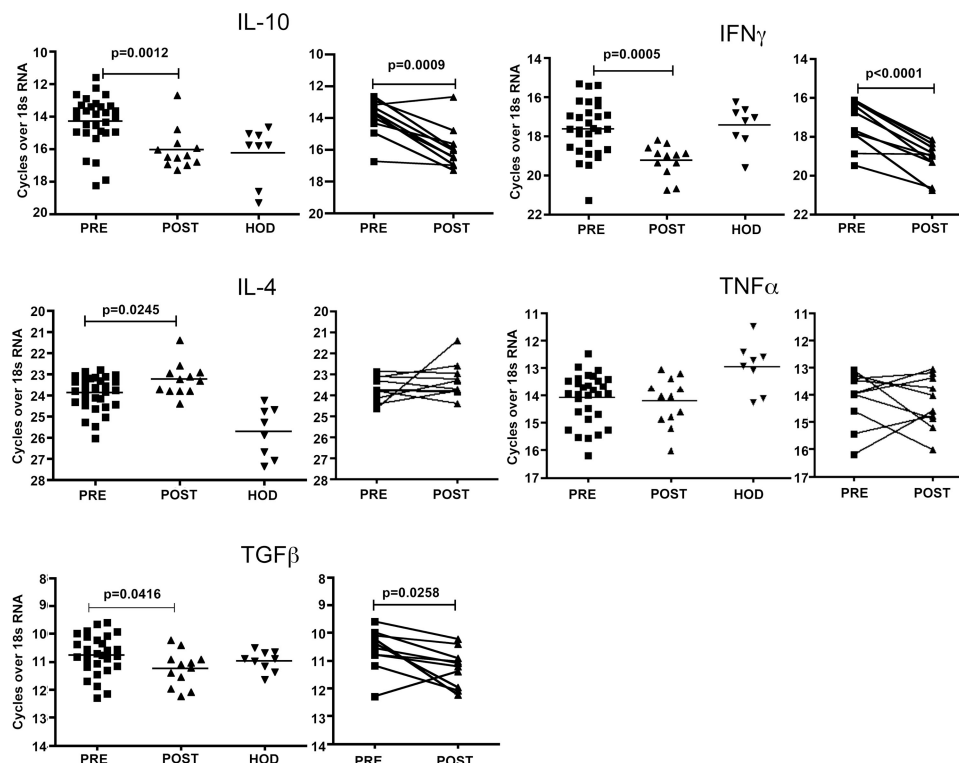 IL-10
Cycles over 18s RNA
10
12
14
16
18
20
p=0.0012
PRE
POST
HOD
10
12
14
16
18
20
p=0.0009
PRE
POST
IFNγ
Cycles over 18s RNA
14
16
18
20
22
p=0.0005
PRE
POST
HOD
14
16
18
20
22
p<0.0001
PRE
POST
IL-4
Cycles over 18s RNA
20
21
22
23
24
25
26
27
28
p=0.0245
PRE
POST
HOD
20
21
22
23
24
25
26
27
28
PRE
POST
TNFα
Cycles over 18s RNA
11
12
13
14
15
16
17
PRE
POST
HOD
11
12
13
14
15
16
17
PRE
POST
TGFβ
Cycles over 18s RNA
8
9
10
11
12
13
14
p=0.0416
PRE
POST
HOD
8
9
10
11
12
13
14
p=0.0258
PRE
POST